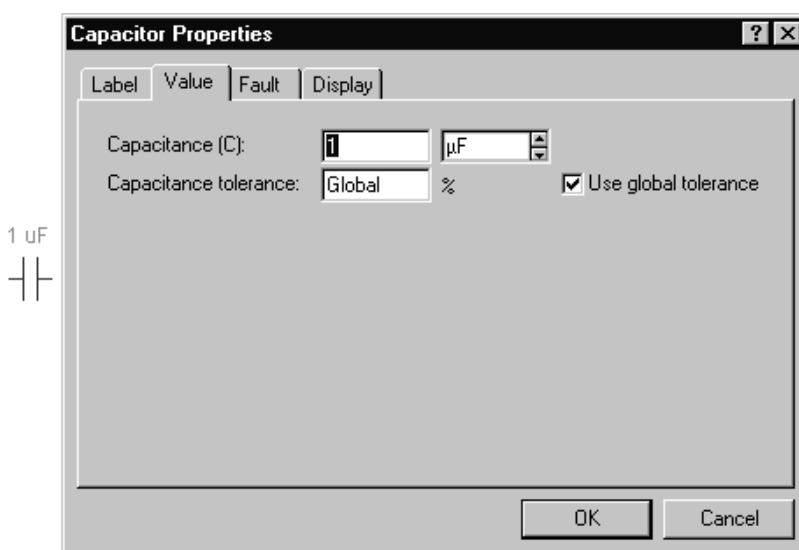 Capacitor Properties
Label Value Fault Display
Capacitance (C): 1 µF
Capacitance tolerance: Global % Use global tolerance
1 uF
OK Cancel